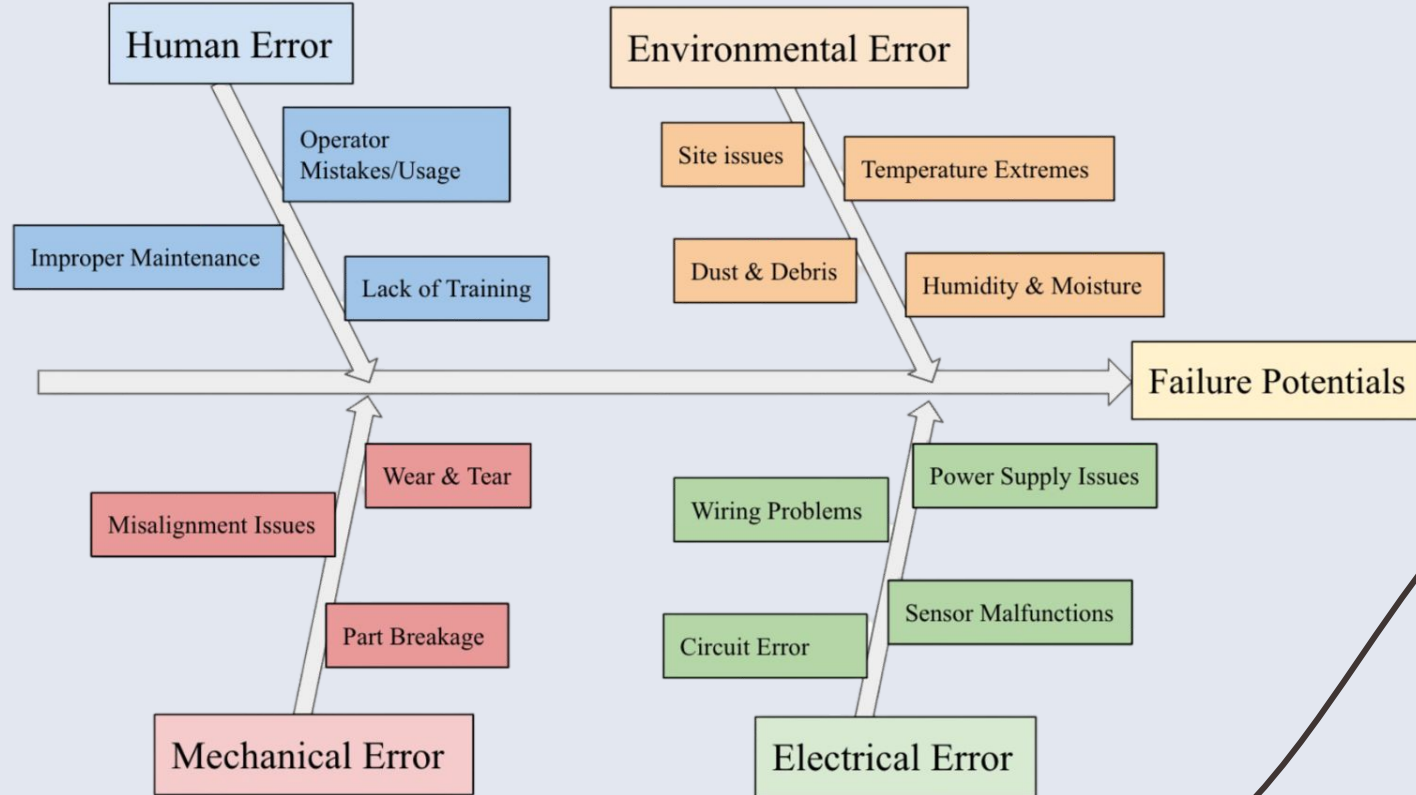 Human Error
Environmental Error
Operator
Mistakes/Usage
Site issues
Temperature Extremes
Improper Maintenance
Lack of Training
Dust & Debris
Humidity & Moisture
Failure Potentials
Wear & Tear
Power Supply Issues
Misalignment Issues
Wiring Problems
Part Breakage
Sensor Malfunctions
Circuit Error
Mechanical Error
Electrical Error